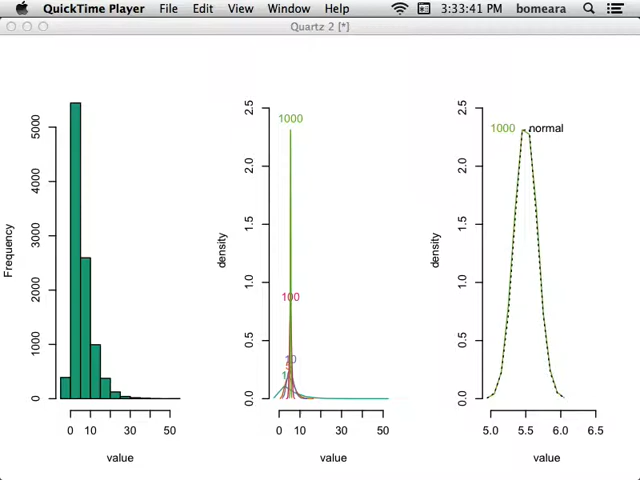 QuickTime Player File Edit View Window Help 3:33:41 PM bomeara
Quartz 2 [*]
Frequency
5000
4000
3000
2000
1000
0
0 10 30 50
value
density
2.5
2.0
1.5
1.0
0.5
0.0
1000
100
10
1
0 10 30 50
value
density
2.5
2.0
1.5
1.0
0.5
0.0
1000 normal
5.0 5.5 6.0 6.5
value